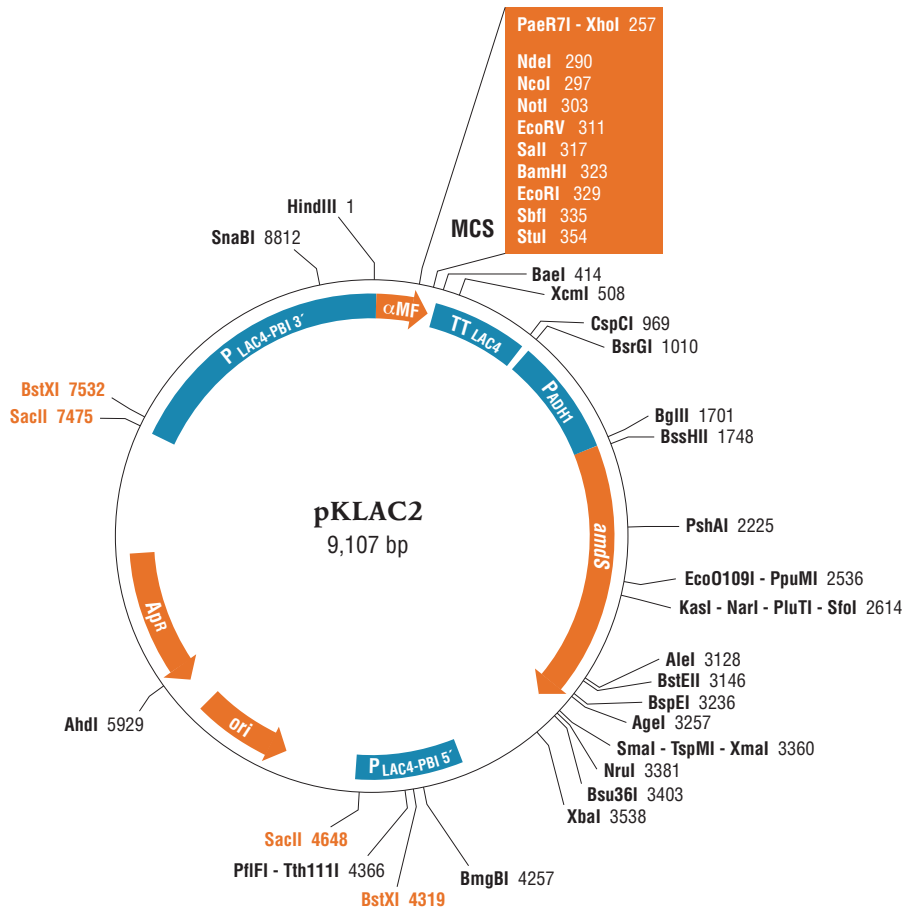 PaeR7I - XhoI 257
NdeI 290
NcoI 297
NotI 303
EcoRV 311
SalI 317
BamHI 323
EcoRI 329
SbfI 335
StuI 354
MCS
HindIII 1
SnaBI 8812
BaeI 414
XcmI 508
CspCI 969
BsrGI 1010
αMF
TT LAC4
P LAC4-PBI 3´
PADH1
BstXI 7532
SacII 7475
BglII 1701
BssHII 1748
pKLAC2
9,107 bp
amdS
PshAI 2225
EcoO109I - PpuMI 2536
KasI - NarI - PluTI - SfoI 2614
ApR
AleI 3128
BstEII 3146
BspEI 3236
AgeI 3257
AhdI 5929
ori
SmaI - TspMI - XmaI 3360
NruI 3381
Bsu36I 3403
XbaI 3538
PLAC4-PBI 5´
SacII 4648
PflFI - Tth111I 4366
BmgBI 4257
BstXI 4319